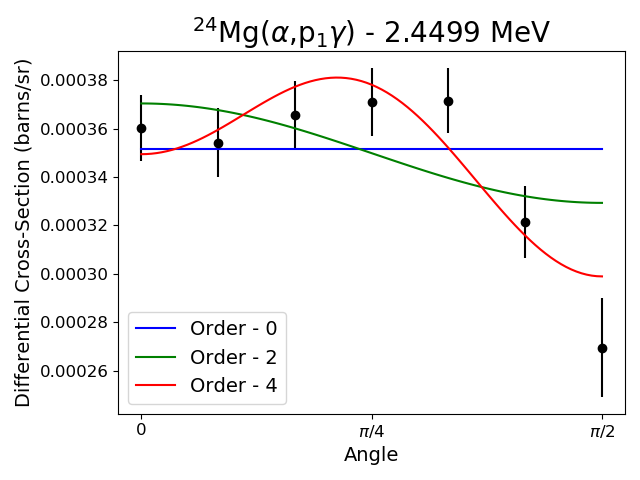 ²⁴Mg(α,p₁γ) - 2.4499 MeV
Differential Cross-Section (barns/sr)
0.00038
0.00036
0.00034
0.00032
0.00030
0.00028
0.00026
Order - 0
Order - 2
Order - 4
0
π/4
π/2
Angle